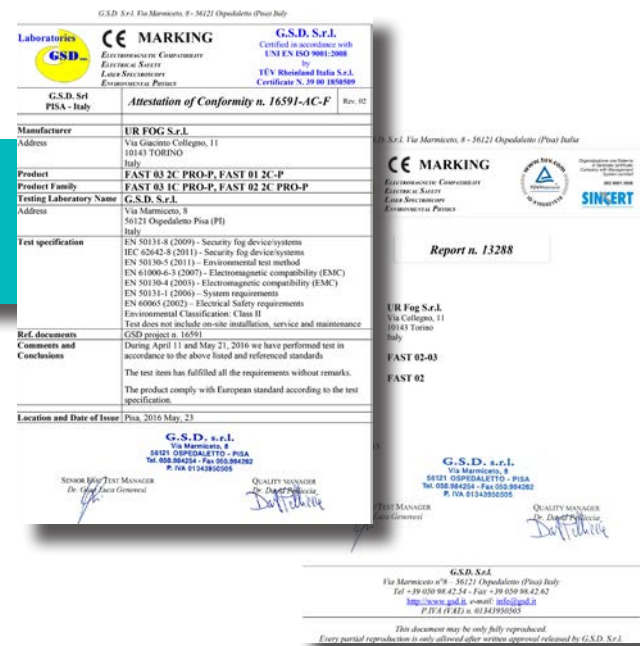 G.S.D. S.r.l. Via Marmiceto, 8 - 56121 Ospedaletto (Pisa) Italy
Laboratories
GSD
CE MARKING
ELECTROMAGNETIC COMPATIBILITY
ELECTRICAL SAFETY
LASER SPECTROSCOPY
ENVIRONMENTAL PHYSICS
G.S.D. S.r.l.
Certified in accordance with
UNI EN ISO 9001:2008
by
TÜV Rheinland Italia S.r.l.
Certificate N. 39 00 1850509
G.S.D. Srl
PISA - Italy
Attestation of Conformity n. 16591-AC-F
Rev. 02
Manufacturer UR FOG S.r.l.
Address Via Giacinto Collegno, 11
10143 TORINO
Italy
Product FAST 03 2C PRO-P, FAST 01 2C-P
Product Family FAST 03 1C PRO-P, FAST 02 2C PRO-P
Testing Laboratory Name G.S.D. S.r.l.
Address Via Marmiceto, 8
56121 Ospedaletto Pisa (PI)
Italy
Test specification EN 50131-8 (2009) - Security fog device/systems
IEC 62642-8 (2011) - Security fog device/systems
EN 50130-5 (2011) – Environmental test method
EN 61000-6-3 (2007) - Electromagnetic compatibility (EMC)
EN 50130-4 (2003) - Electromagnetic compatibility (EMC)
EN 50131-1 (2006) – System requirements
EN 60065 (2002) – Electrical Safety requirements
Environmental Classification: Class II
Test does not include on-site installation, service and maintenance
Ref. documents GSD project n. 16591
Comments and Conclusions During April 11 and May 21, 2016 we have performed test in
accordance to the above listed and referenced standards
The test item has fulfilled all the requirements without remarks.
The product comply with European standard according to the test
specification.
Location and Date of Issue Pisa, 2016 May, 23
G.S.D. s.r.l.
Via Marmiceto, 8
56121 OSPEDALETTO - PISA
Tel. 050.984254 - Fax 050.984262
P. IVA 01343950505
SENIOR EMC TEST MANAGER
Dr. Gian Luca Genovesi
QUALITY MANAGER
Dr. David Pelliccia
S.r.l. Via Marmiceto, 8 - 56121 Ospedaletto (Pisa) Italia
CE MARKING
ELECTROMAGNETIC COMPATIBILITY
ELECTRICAL SAFETY
LASER SPECTROSCOPY
ENVIRONMENTAL PHYSICS
SINCERT
Report n. 13288
UR Fog S.r.l.
Via Collegno, 11
10143 Torino
Italy
FAST 02-03
FAST 02
G.S.D. s.r.l.
Via Marmiceto, 8
56121 OSPEDALETTO - PISA
Tel. 050.984254 - Fax 050.984262
P. IVA 01343950505
TEST MANAGER
Luca Genovesi
QUALITY MANAGER
Dr. David Pelliccia
G.S.D. S.r.l.
Via Marmiceto n°8 – 56121 Ospedaletto (Pisa) Italy
Tel +39 050 98.42.54 - Fax +39 050 98.42.62
http://www.gsd.it, e-mail: info@gsd.it
P.IVA (VAT) n. 01343950505
This document may be only fully reproduced.
Every partial reproduction is only allowed after written approval released by G.S.D. S.r.l.